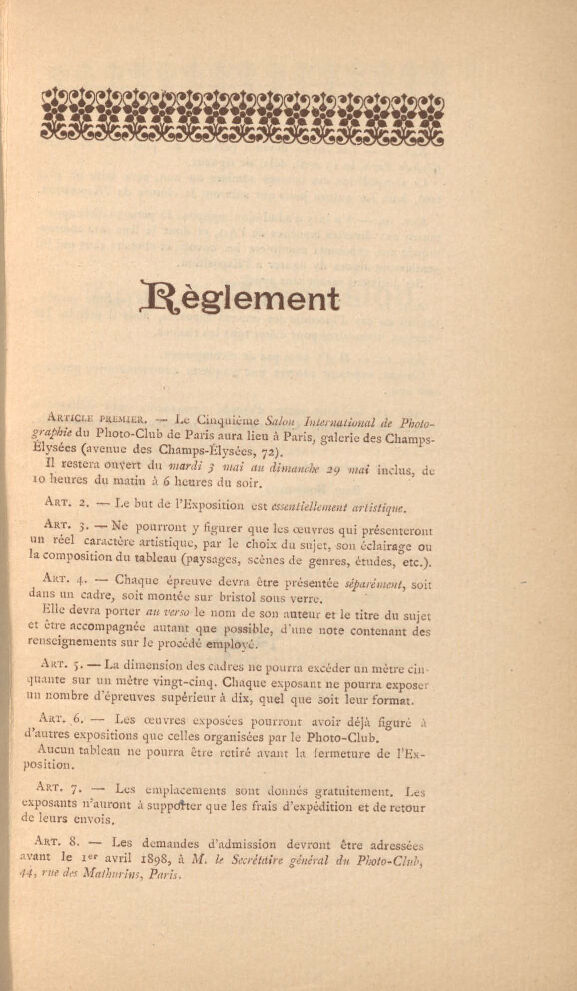 Règlement
ARTICLE PREMIER. — Le Cinquième Salon International de Photo-
graphie du Photo-Club de Paris aura lieu à Paris, galerie des Champs-
Élysées (avenue des Champs-Élysées, 72).
Il restera ouvert du mardi 3 mai au dimanche 29 mai inclus, de
10 heures du matin à 6 heures du soir.
ART. 2. — Le but de l'Exposition est essentiellement artistique.
ART. 3. — Ne pourront y figurer que les œuvres qui présenteront
un réel caractère artistique, par le choix du sujet, son éclairage ou
la composition du tableau (paysages, scènes de genres, études, etc.).
ART. 4. — Chaque épreuve devra être présentée séparément, soit
dans un cadre, soit montée sur bristol sous verre.
Elle devra porter au verso le nom de son auteur et le titre du sujet
et être accompagnée autant que possible, d'une note contenant des
renseignements sur le procédé employé.
ART. 5. — La dimension des cadres ne pourra excéder un mètre cin-
quante sur un mètre vingt-cinq. Chaque exposant ne pourra exposer
un nombre d'épreuves supérieur à dix, quel que soit leur format.
ART. 6. — Les œuvres exposées pourront avoir déjà figuré à
d'autres expositions que celles organisées par le Photo-Club.
Aucun tableau ne pourra être retiré avant la fermeture de l'Ex-
position.
ART. 7. — Les emplacements sont donnés gratuitement. Les
exposants n'auront à supporter que les frais d'expédition et de retour
de leurs envois.
ART. 8. — Les demandes d'admission devront être adressées
avant le 1er avril 1898, à M. le Secrétaire général du Photo-Club,
44, rue des Mathurins, Paris.